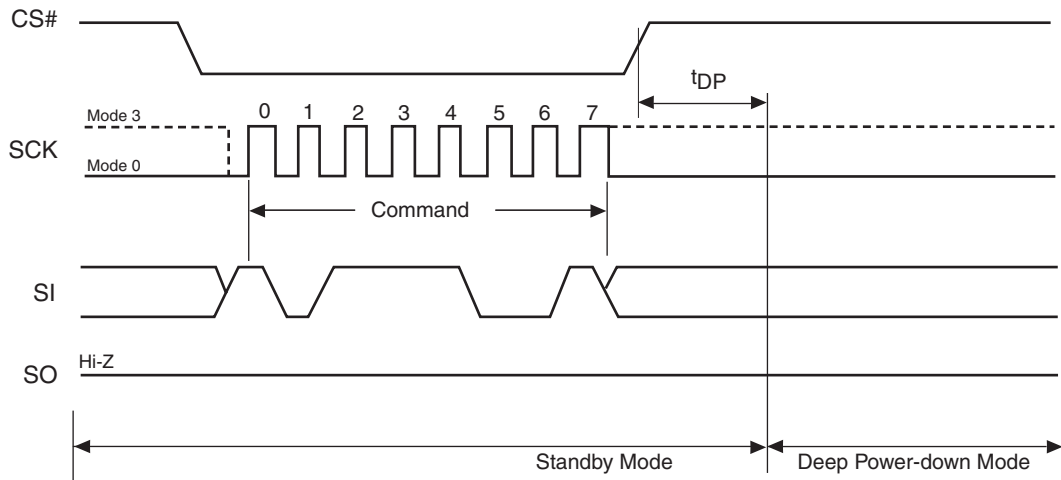 CS#
tDP
Mode 3
0 1 2 3 4 5 6 7
SCK
Mode 0
Command
SI
Hi-Z
SO
Standby Mode
Deep Power-down Mode